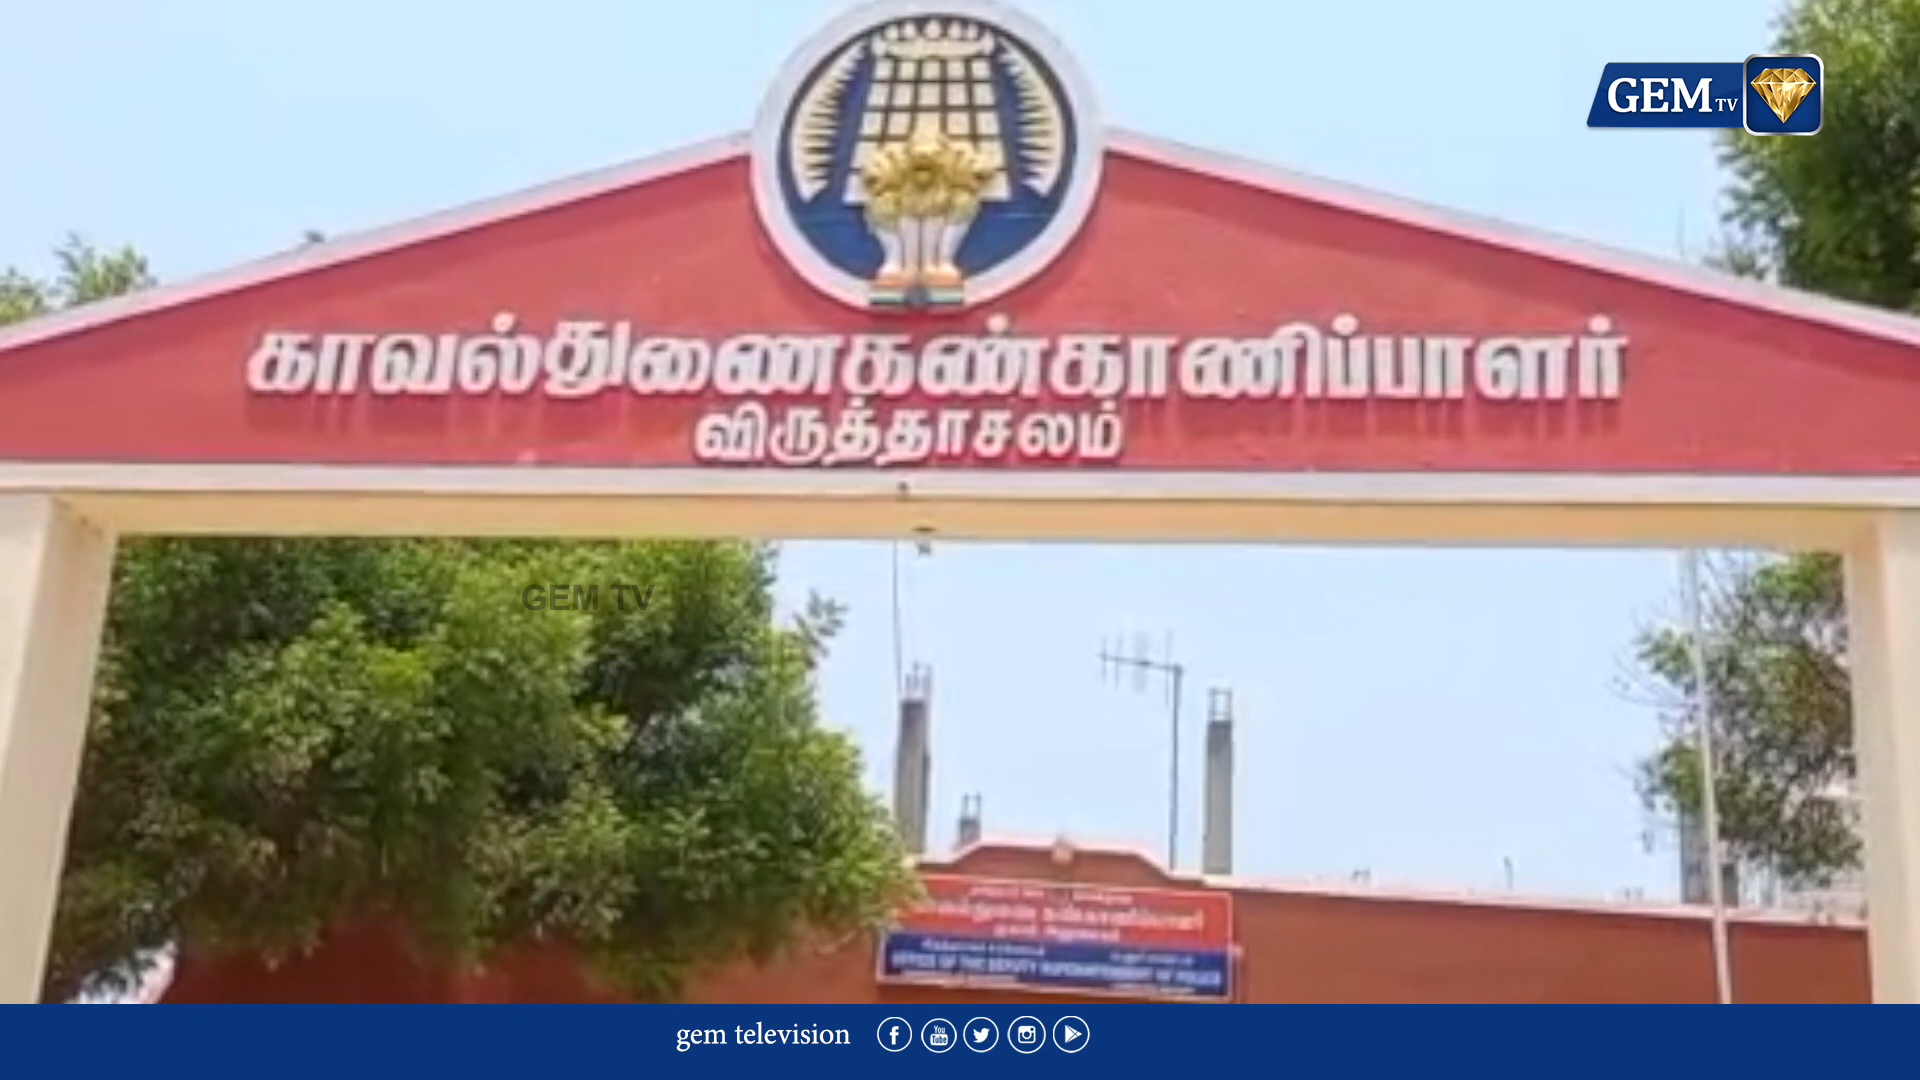 GEM TV
காவல்துணைகண்காணிப்பாளர்
விருத்தாசலம்
GEM TV
OFFICE OF THE DEPUTY SUPERINTENDENT OF POLICE
gem television